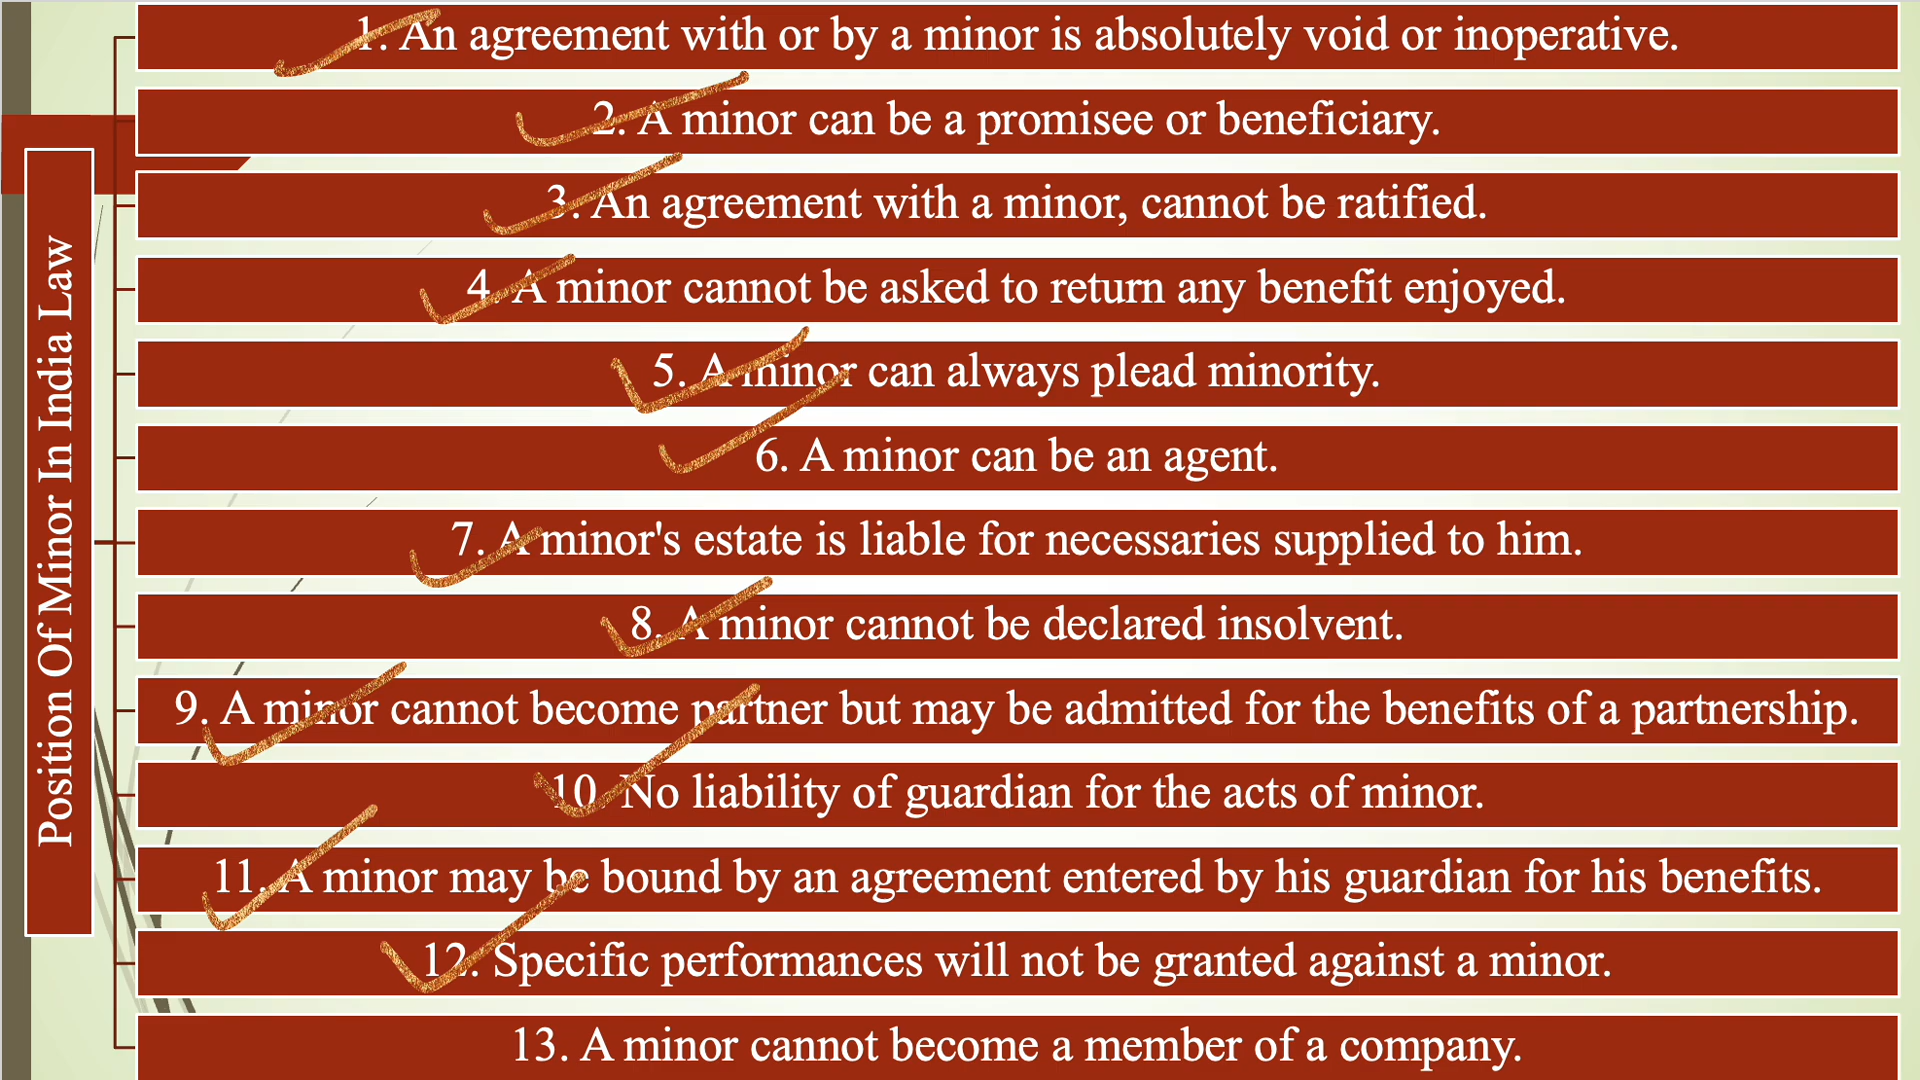 Position Of Minor In India Law
1. An agreement with or by a minor is absolutely void or inoperative.
2. A minor can be a promisee or beneficiary.
3. An agreement with a minor, cannot be ratified.
4. A minor cannot be asked to return any benefit enjoyed.
5. A minor can always plead minority.
6. A minor can be an agent.
7. A minor's estate is liable for necessaries supplied to him.
8. A minor cannot be declared insolvent.
9. A minor cannot become partner but may be admitted for the benefits of a partnership.
10. No liability of guardian for the acts of minor.
11. A minor may be bound by an agreement entered by his guardian for his benefits.
12. Specific performances will not be granted against a minor.
13. A minor cannot become a member of a company.